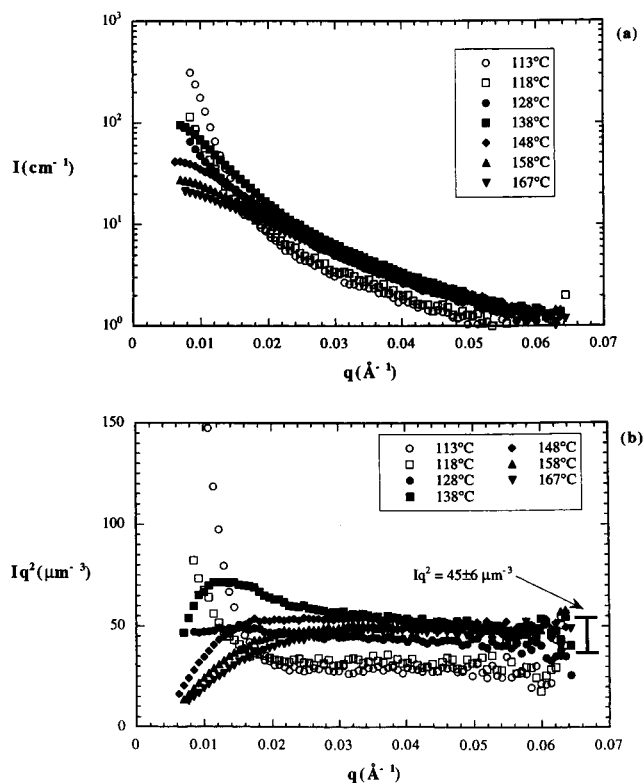 (a)
10³
10²
10¹
10⁰
I(cm⁻¹)
113°C
118°C
128°C
138°C
148°C
158°C
167°C
0 0.01 0.02 0.03 0.04 0.05 0.06 0.07
q(Å⁻¹)
(b)
150
100
50
0
Iq²(μm⁻³)
113°C 148°C
118°C 158°C
128°C 167°C
138°C
Iq² = 45±6 μm⁻³
0 0.01 0.02 0.03 0.04 0.05 0.06 0.07
q(Å⁻¹)